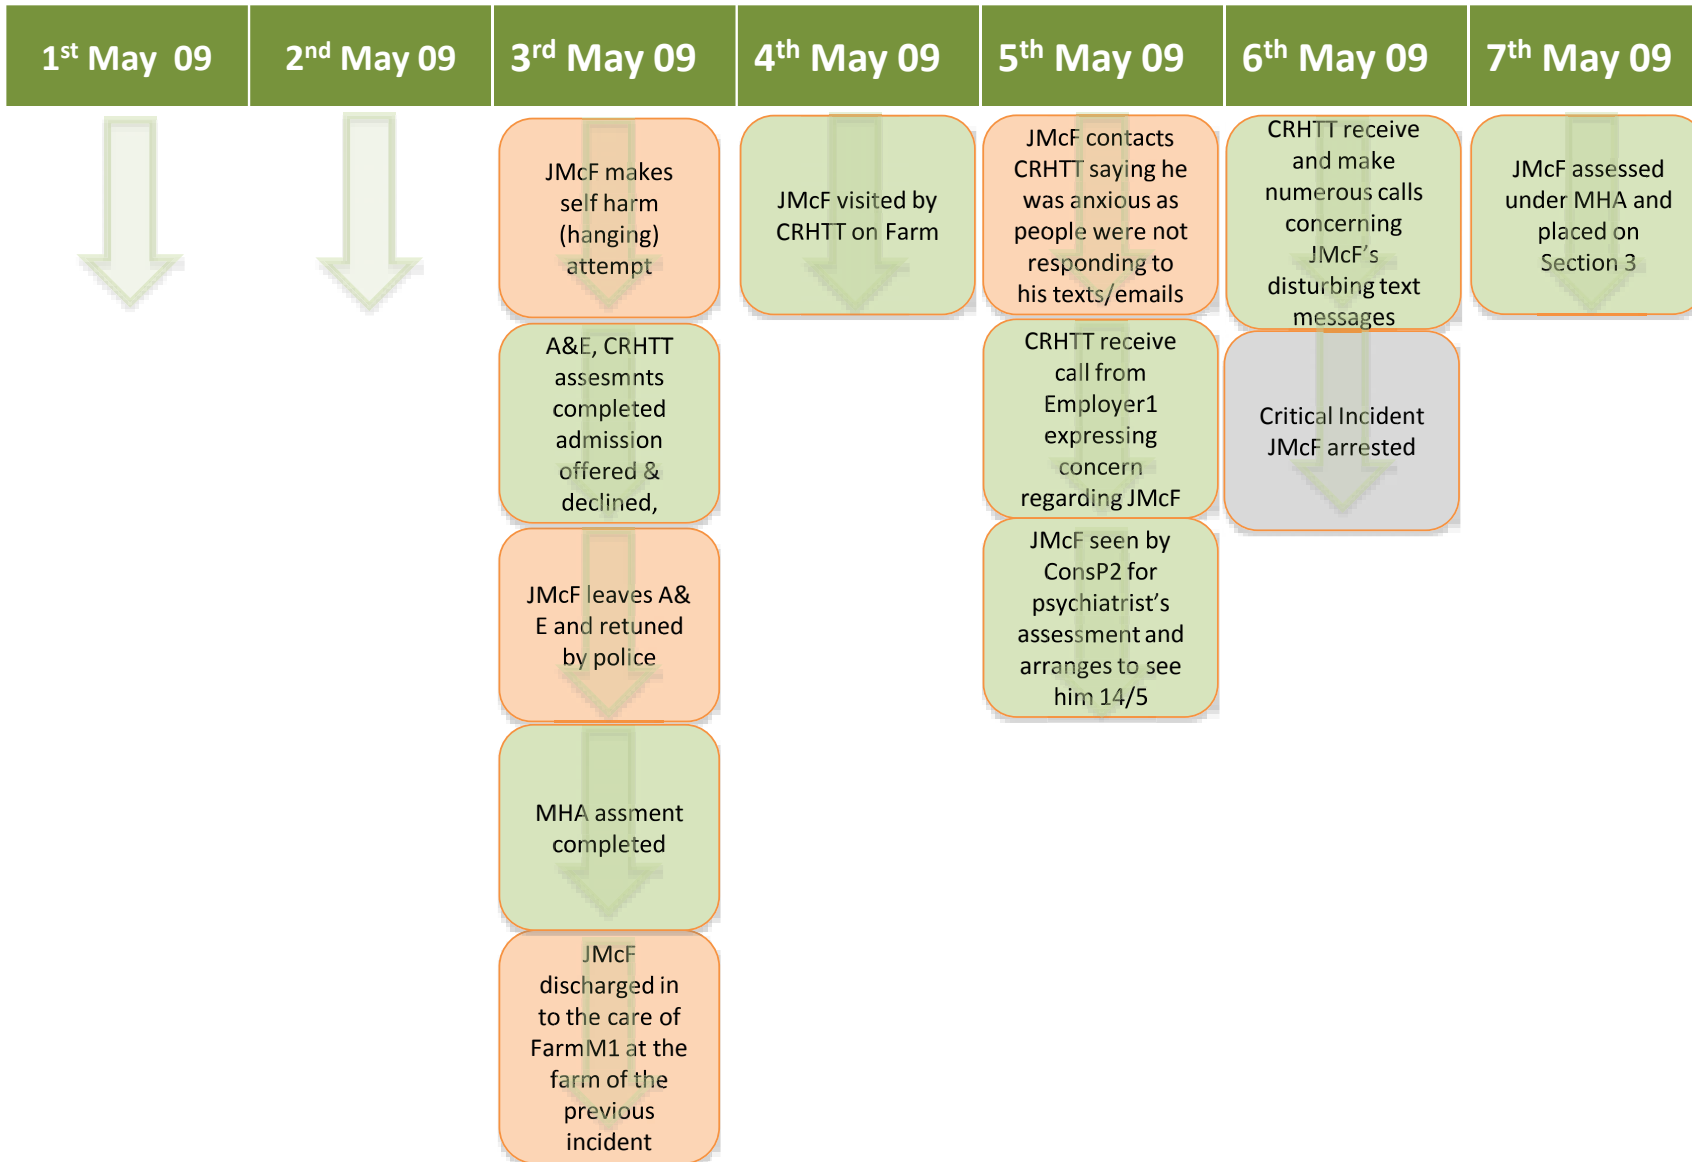 1st May 09
2nd May 09
3rd May 09
4th May 09
5th May 09
6th May 09
7th May 09
JMcF makes
self harm
(hanging)
attempt
A&E, CRHTT
assesmnts
completed
admission
offered &
declined,
JMcF leaves A&
E and retuned
by police
MHA assment
completed
JMcF
discharged in
to the care of
FarmM1 at the
farm of the
previous
incident
JMcF visited by
CRHTT on Farm
JMcF contacts
CRHTT saying he
was anxious as
people were not
responding to
his texts/emails
CRHTT receive
call from
Employer1
expressing
concern
regarding JMcF
JMcF seen by
ConsP2 for
psychiatrist’s
assessment and
arranges to see
him 14/5
CRHTT receive
and make
numerous calls
concerning
JMcF’s
disturbing text
messages
Critical Incident
JMcF arrested
JMcF assessed
under MHA and
placed on
Section 3